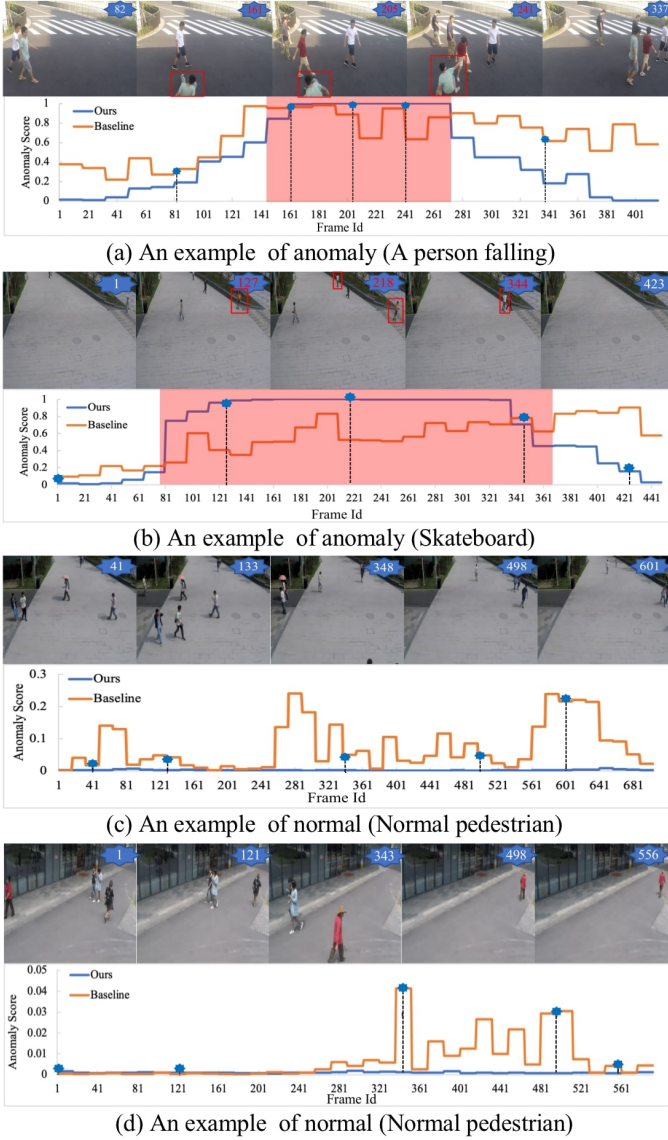 82 161 205 241 337
1
0.8
0.6
0.4
0.2
0
Anomaly Score
Ours
Baseline
1 21 41 61 81 101 121 141 161 181 201 221 241 261 281 301 321 341 361 381 401
Frame Id
(a) An example of anomaly (A person falling)
1 127 218 344 423
1
0.8
0.6
0.4
0.2
0
Anomaly Score
Ours
Baseline
1 21 41 61 81 101 121 141 161 181 201 221 241 261 281 301 321 341 361 381 401 421 441
Frame Id
(b) An example of anomaly (Skateboard)
41 133 348 498 601
0.3
0.2
0.1
0
Anomaly Score
Ours
Baseline
1 41 81 121 161 201 241 281 321 361 401 441 481 521 561 601 641 681
Frame Id
(c) An example of normal (Normal pedestrian)
1 121 343 498 556
0.05
0.04
0.03
0.02
0.01
0
Anomaly Score
Ours
Baseline
1 41 81 121 161 201 241 281 321 361 401 441 481 521 561
Frame Id
(d) An example of normal (Normal pedestrian)